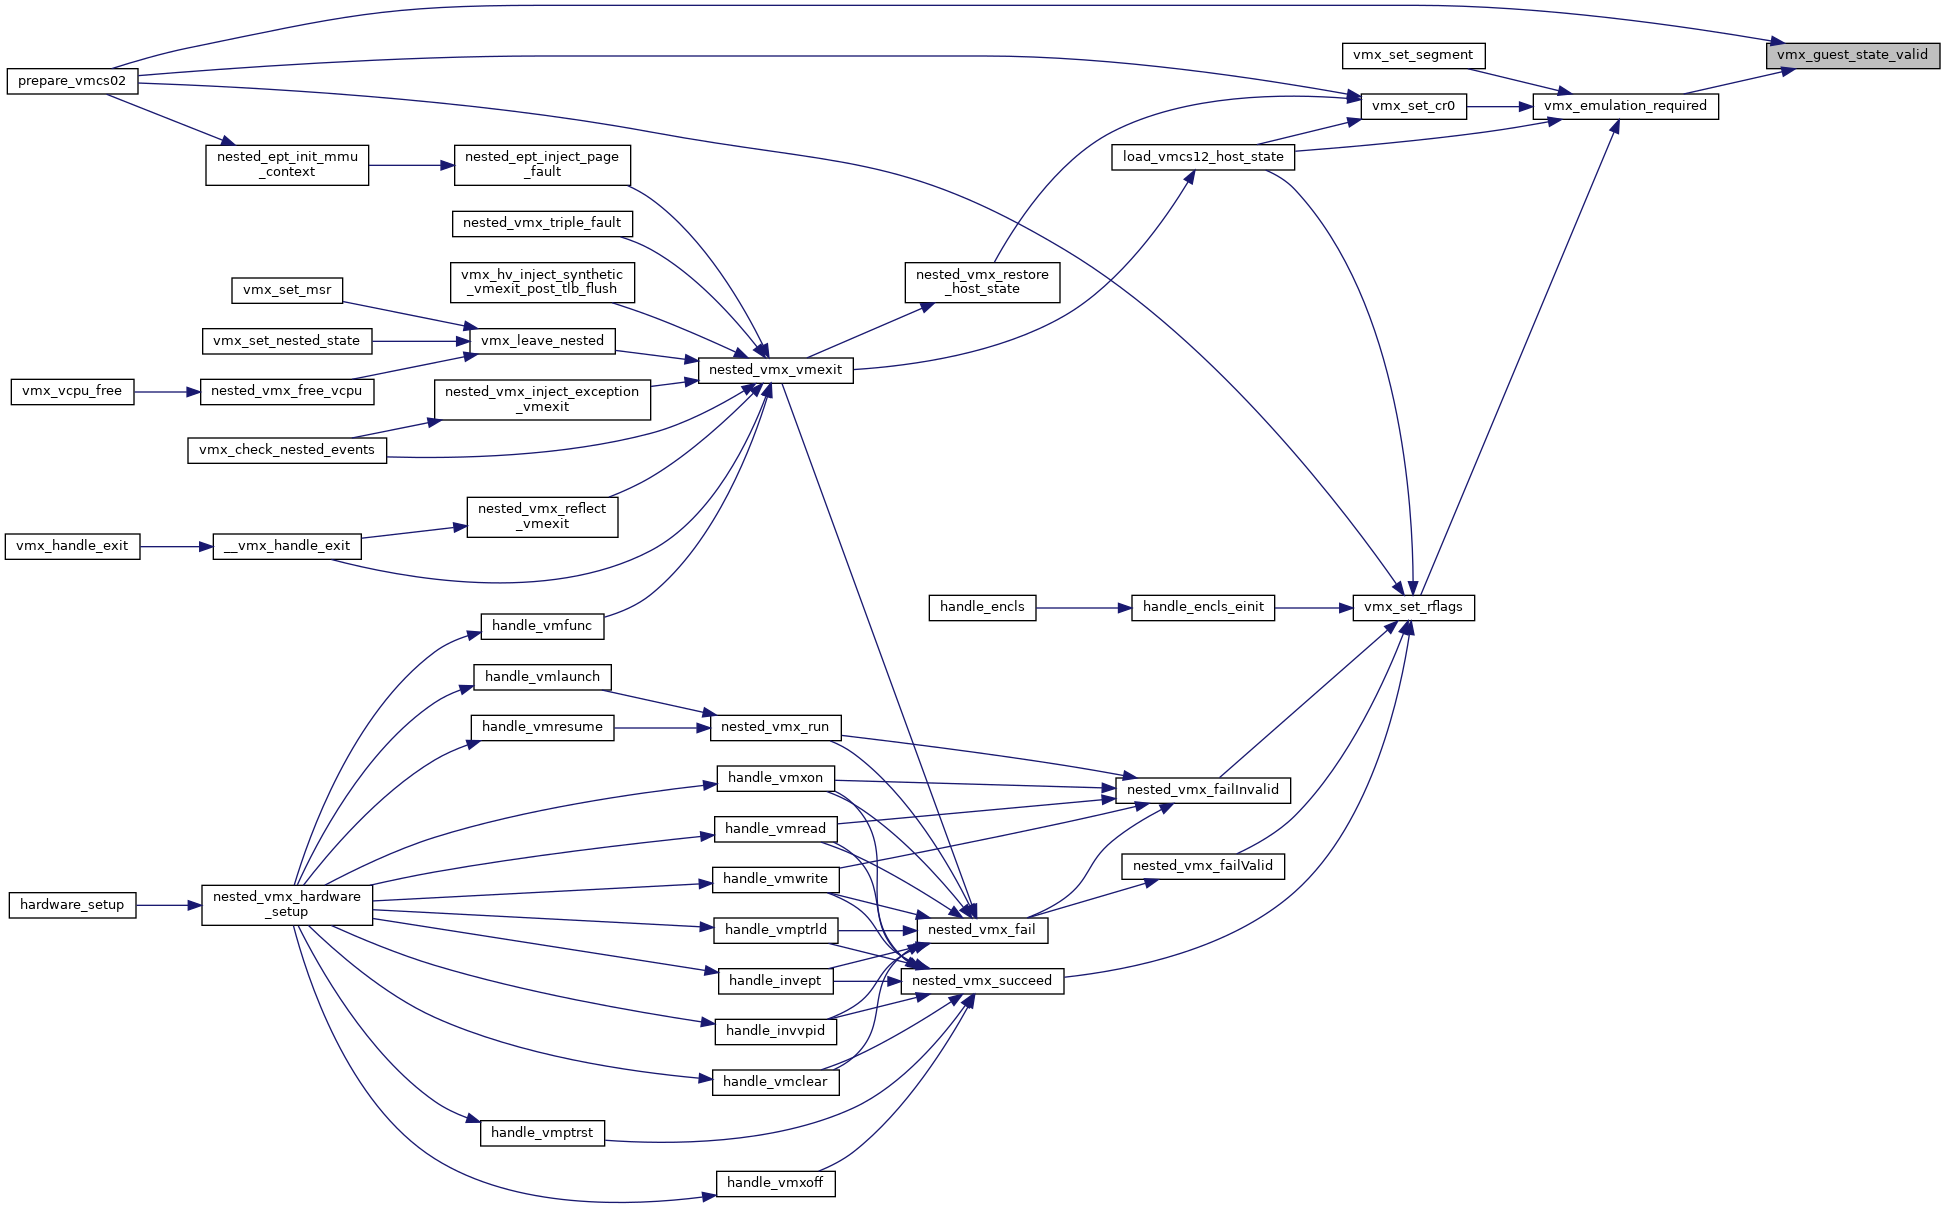 vmx_guest_state_valid
vmx_set_segment
prepare_vmcs02
vmx_set_cr0
vmx_emulation_required
nested_ept_init_mmu
_context
nested_ept_inject_page
_fault
load_vmcs12_host_state
nested_vmx_triple_fault
vmx_hv_inject_synthetic
_vmexit_post_tlb_flush
nested_vmx_restore
_host_state
vmx_set_msr
vmx_set_nested_state
vmx_leave_nested
nested_vmx_vmexit
vmx_vcpu_free
nested_vmx_free_vcpu
nested_vmx_inject_exception
_vmexit
vmx_check_nested_events
nested_vmx_reflect
_vmexit
vmx_handle_exit
__vmx_handle_exit
handle_encls
handle_encls_einit
vmx_set_rflags
handle_vmfunc
handle_vmlaunch
handle_vmresume
nested_vmx_run
handle_vmxon
nested_vmx_failInvalid
handle_vmread
nested_vmx_failValid
handle_vmwrite
hardware_setup
nested_vmx_hardware
_setup
handle_vmptrld
nested_vmx_fail
handle_invept
nested_vmx_succeed
handle_invvpid
handle_vmclear
handle_vmptrst
handle_vmxoff